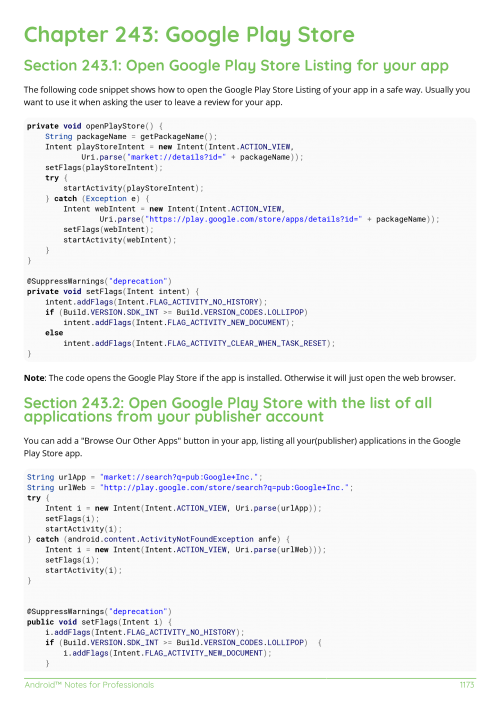 Chapter 243: Google Play Store
Section 243.1: Open Google Play Store Listing for your app
The following code snippet shows how to open the Google Play Store Listing of your app in a safe way. Usually you
want to use it when asking the user to leave a review for your app.
private void openPlayStore() {
    String packageName = getPackageName();
    Intent playStoreIntent = new Intent(Intent.ACTION_VIEW,
            Uri.parse("market://details?id=" + packageName));
    setFlags(playStoreIntent);
    try {
        startActivity(playStoreIntent);
    } catch (Exception e) {
        Intent webIntent = new Intent(Intent.ACTION_VIEW,
                Uri.parse("https://play.google.com/store/apps/details?id=" + packageName));
        setFlags(webIntent);
        startActivity(webIntent);
    }
}
@SuppressWarnings("deprecation")
private void setFlags(Intent intent) {
    intent.addFlags(Intent.FLAG_ACTIVITY_NO_HISTORY);
    if (Build.VERSION.SDK_INT >= Build.VERSION_CODES.LOLLIPOP)
        intent.addFlags(Intent.FLAG_ACTIVITY_NEW_DOCUMENT);
    else
        intent.addFlags(Intent.FLAG_ACTIVITY_CLEAR_WHEN_TASK_RESET);
}
Note: The code opens the Google Play Store if the app is installed. Otherwise it will just open the web browser.
Section 243.2: Open Google Play Store with the list of all
applications from your publisher account
You can add a "Browse Our Other Apps" button in your app, listing all your(publisher) applications in the Google
Play Store app.
String urlApp = "market://search?q=pub:Google+Inc.";
String urlWeb = "http://play.google.com/store/search?q=pub:Google+Inc.";
try {
    Intent i = new Intent(Intent.ACTION_VIEW, Uri.parse(urlApp));
    setFlags(i);
    startActivity(i);
} catch (android.content.ActivityNotFoundException anfe) {
    Intent i = new Intent(Intent.ACTION_VIEW, Uri.parse(urlWeb)));
    setFlags(i);
    startActivity(i);
}
@SuppressWarnings("deprecation")
public void setFlags(Intent i) {
    i.addFlags(Intent.FLAG_ACTIVITY_NO_HISTORY);
    if (Build.VERSION.SDK_INT >= Build.VERSION_CODES.LOLLIPOP)  {
        i.addFlags(Intent.FLAG_ACTIVITY_NEW_DOCUMENT);
    }
Android™ Notes for Professionals
1173